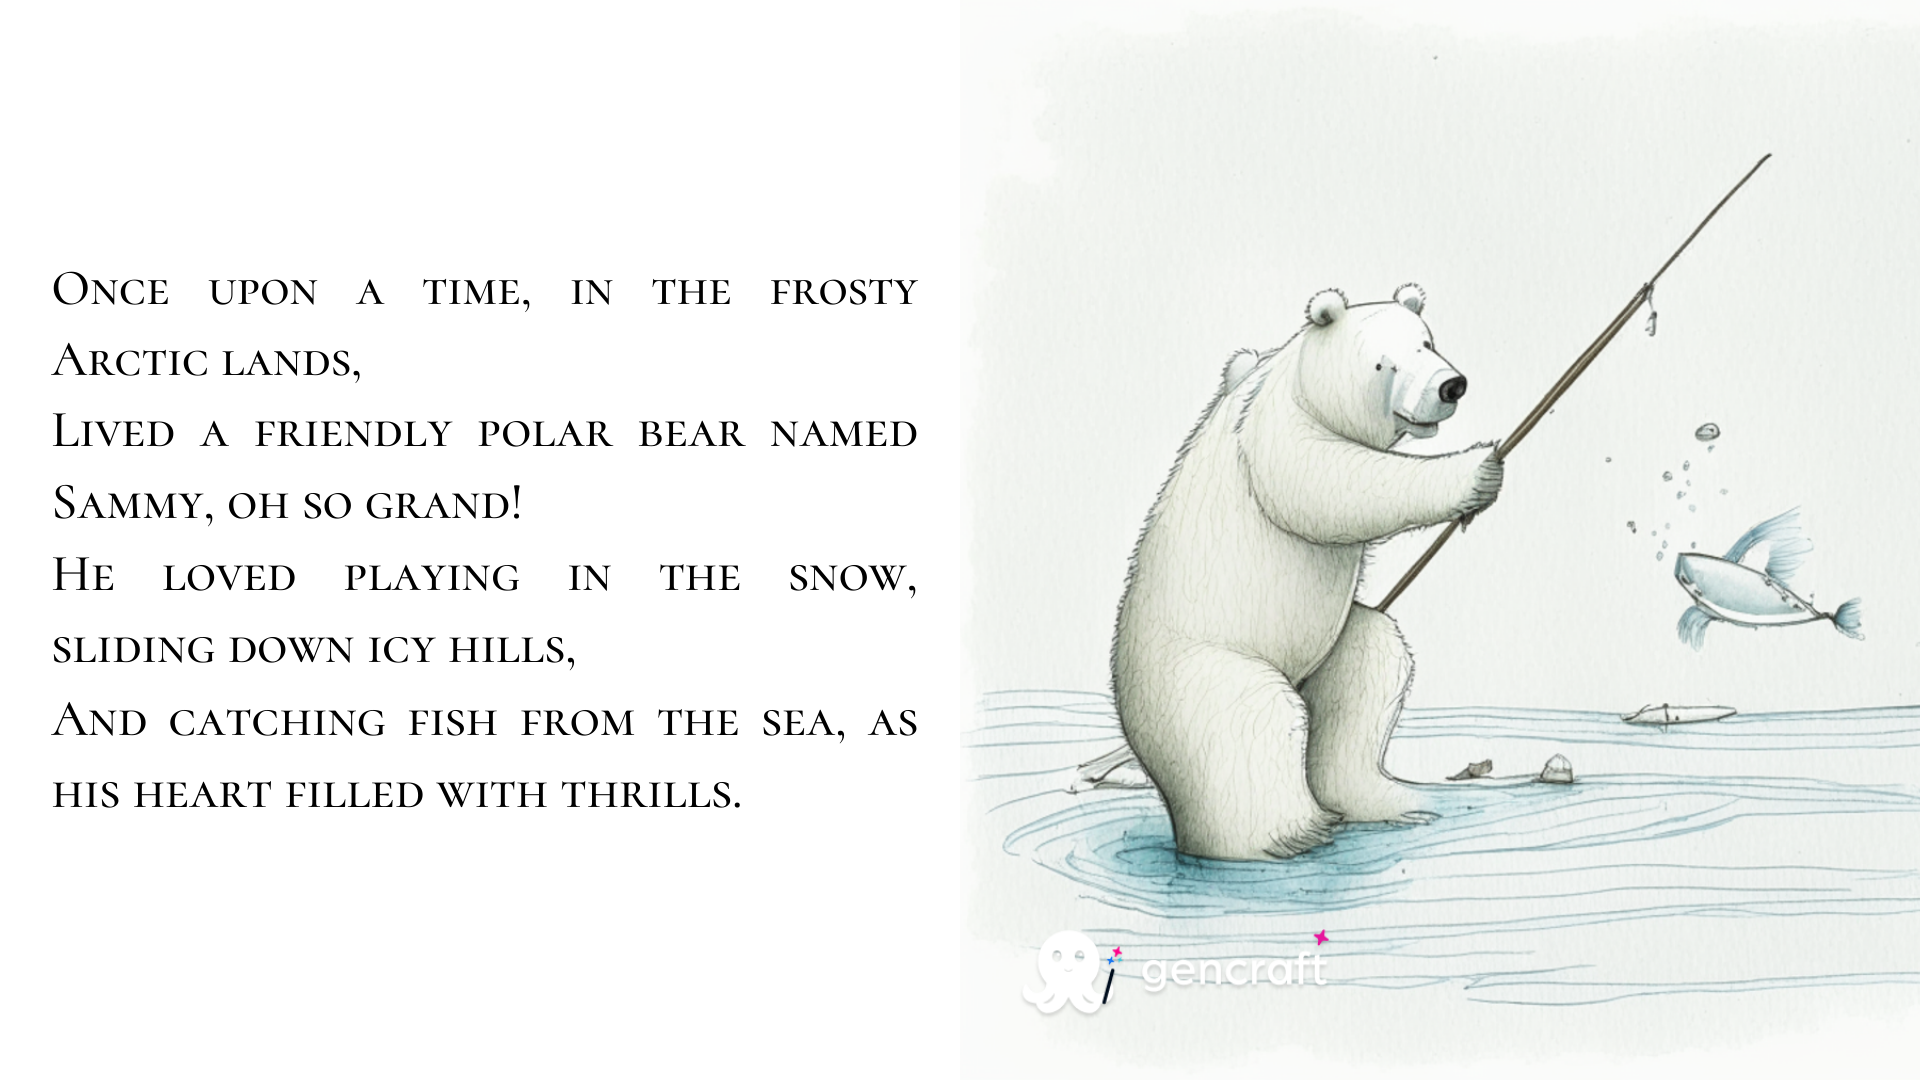 Once upon a time, in the frosty
Arctic lands,
Lived a friendly polar bear named
Sammy, oh so grand!
He loved playing in the snow,
sliding down icy hills,
And catching fish from the sea, as
his heart filled with thrills.
gencraft